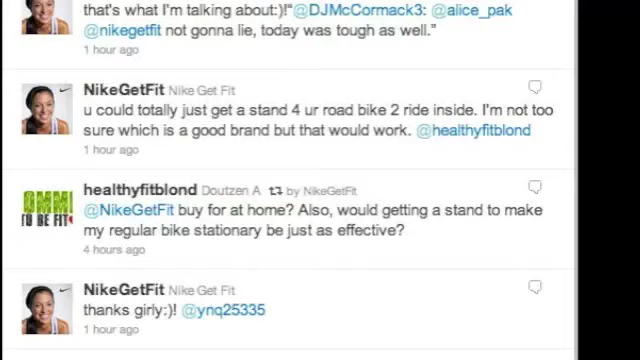 that's what I'm talking about:)!“@DJMcCormack3: @alice_pak
@nikegetfit not gonna lie, today was tough as well.”
1 hour ago
NikeGetFit Nike Get Fit
u could totally just get a stand 4 ur road bike 2 ride inside. I'm not too
sure which is a good brand but that would work. @healthyfitblond
1 hour ago
healthyfitblond Doutzen A by NikeGetFit
@NikeGetFit buy for at home? Also, would getting a stand to make
my regular bike stationary be just as effective?
4 hours ago
OMMI
TO BE FIT
NikeGetFit Nike Get Fit
thanks girly:)! @ynq25335
1 hour ago